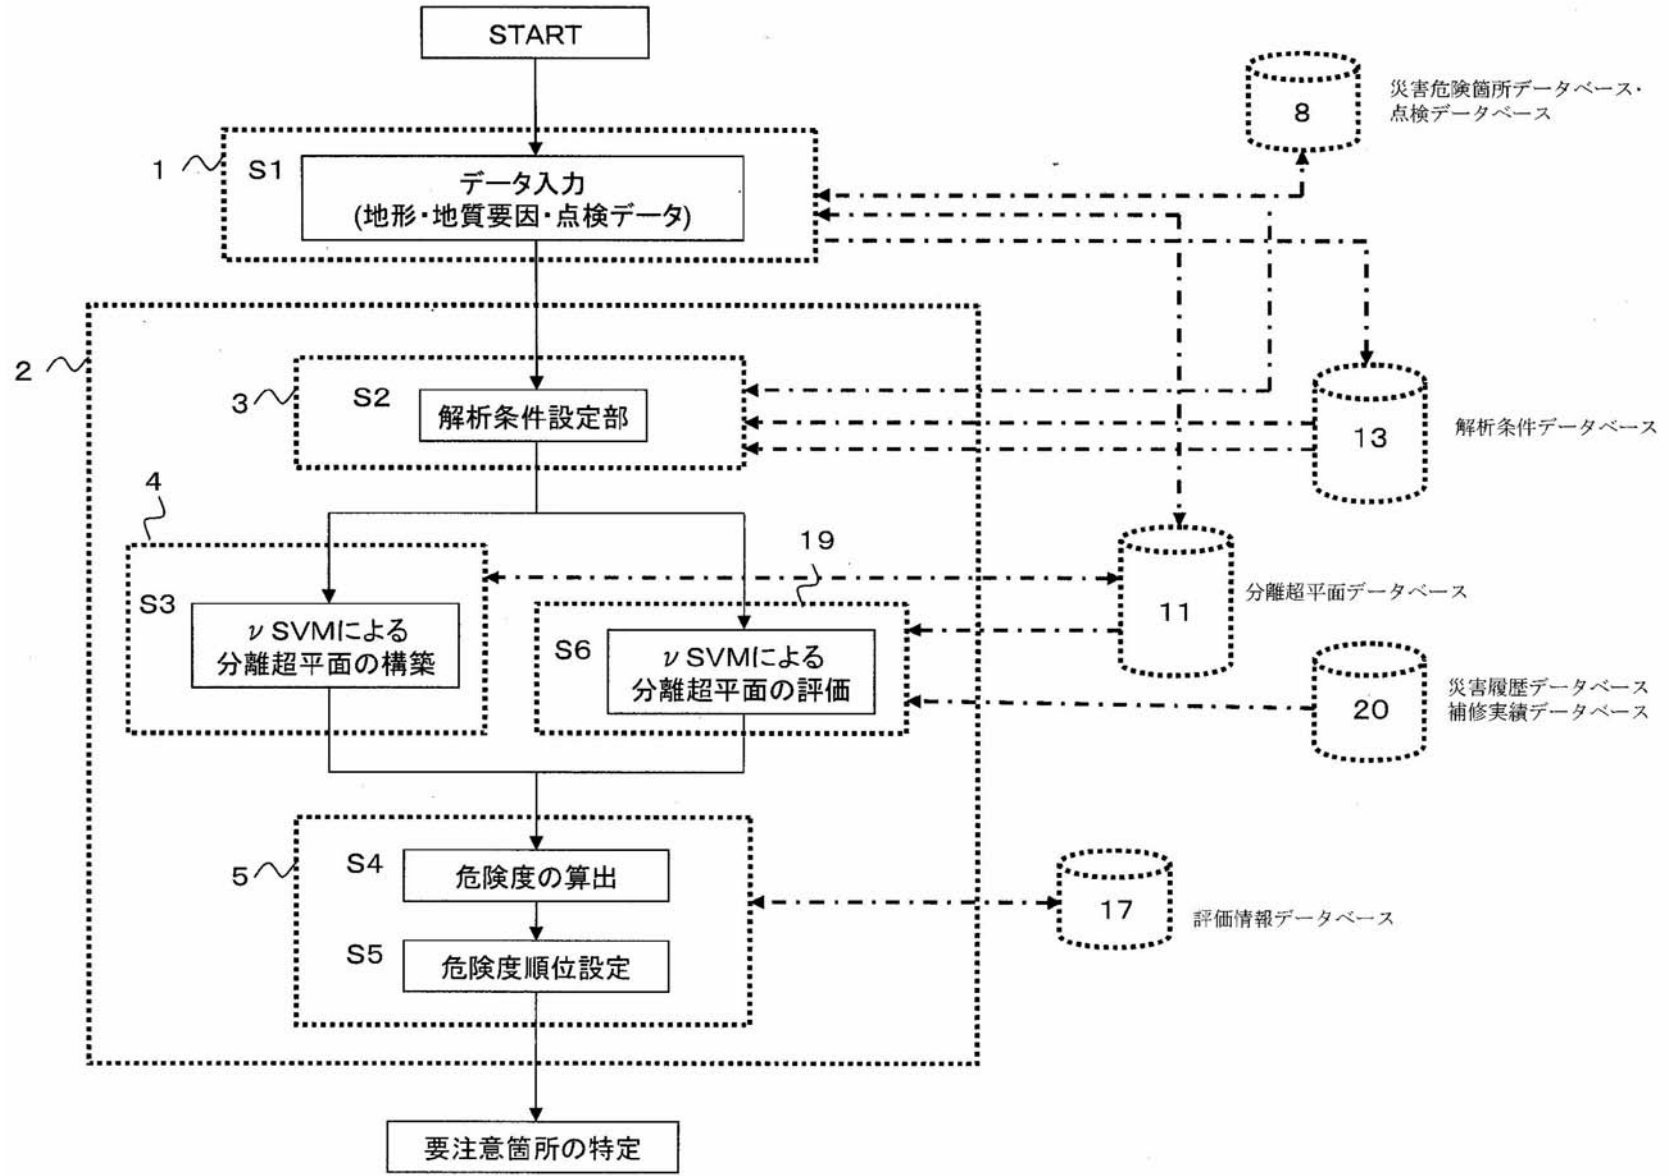 START
8
災害危険箇所データベース・
点検データベース
1
S1
データ入力
(地形・地質要因・点検データ)
2
3
S2
解析条件設定部
13
解析条件データベース
4
19
S3
νSVMによる
分離超平面の構築
S6
νSVMによる
分離超平面の評価
11
分離超平面データベース
20
災害履歴データベース
補修実績データベース
5
S4
危険度の算出
17
評価情報データベース
S5
危険度順位設定
要注意箇所の特定